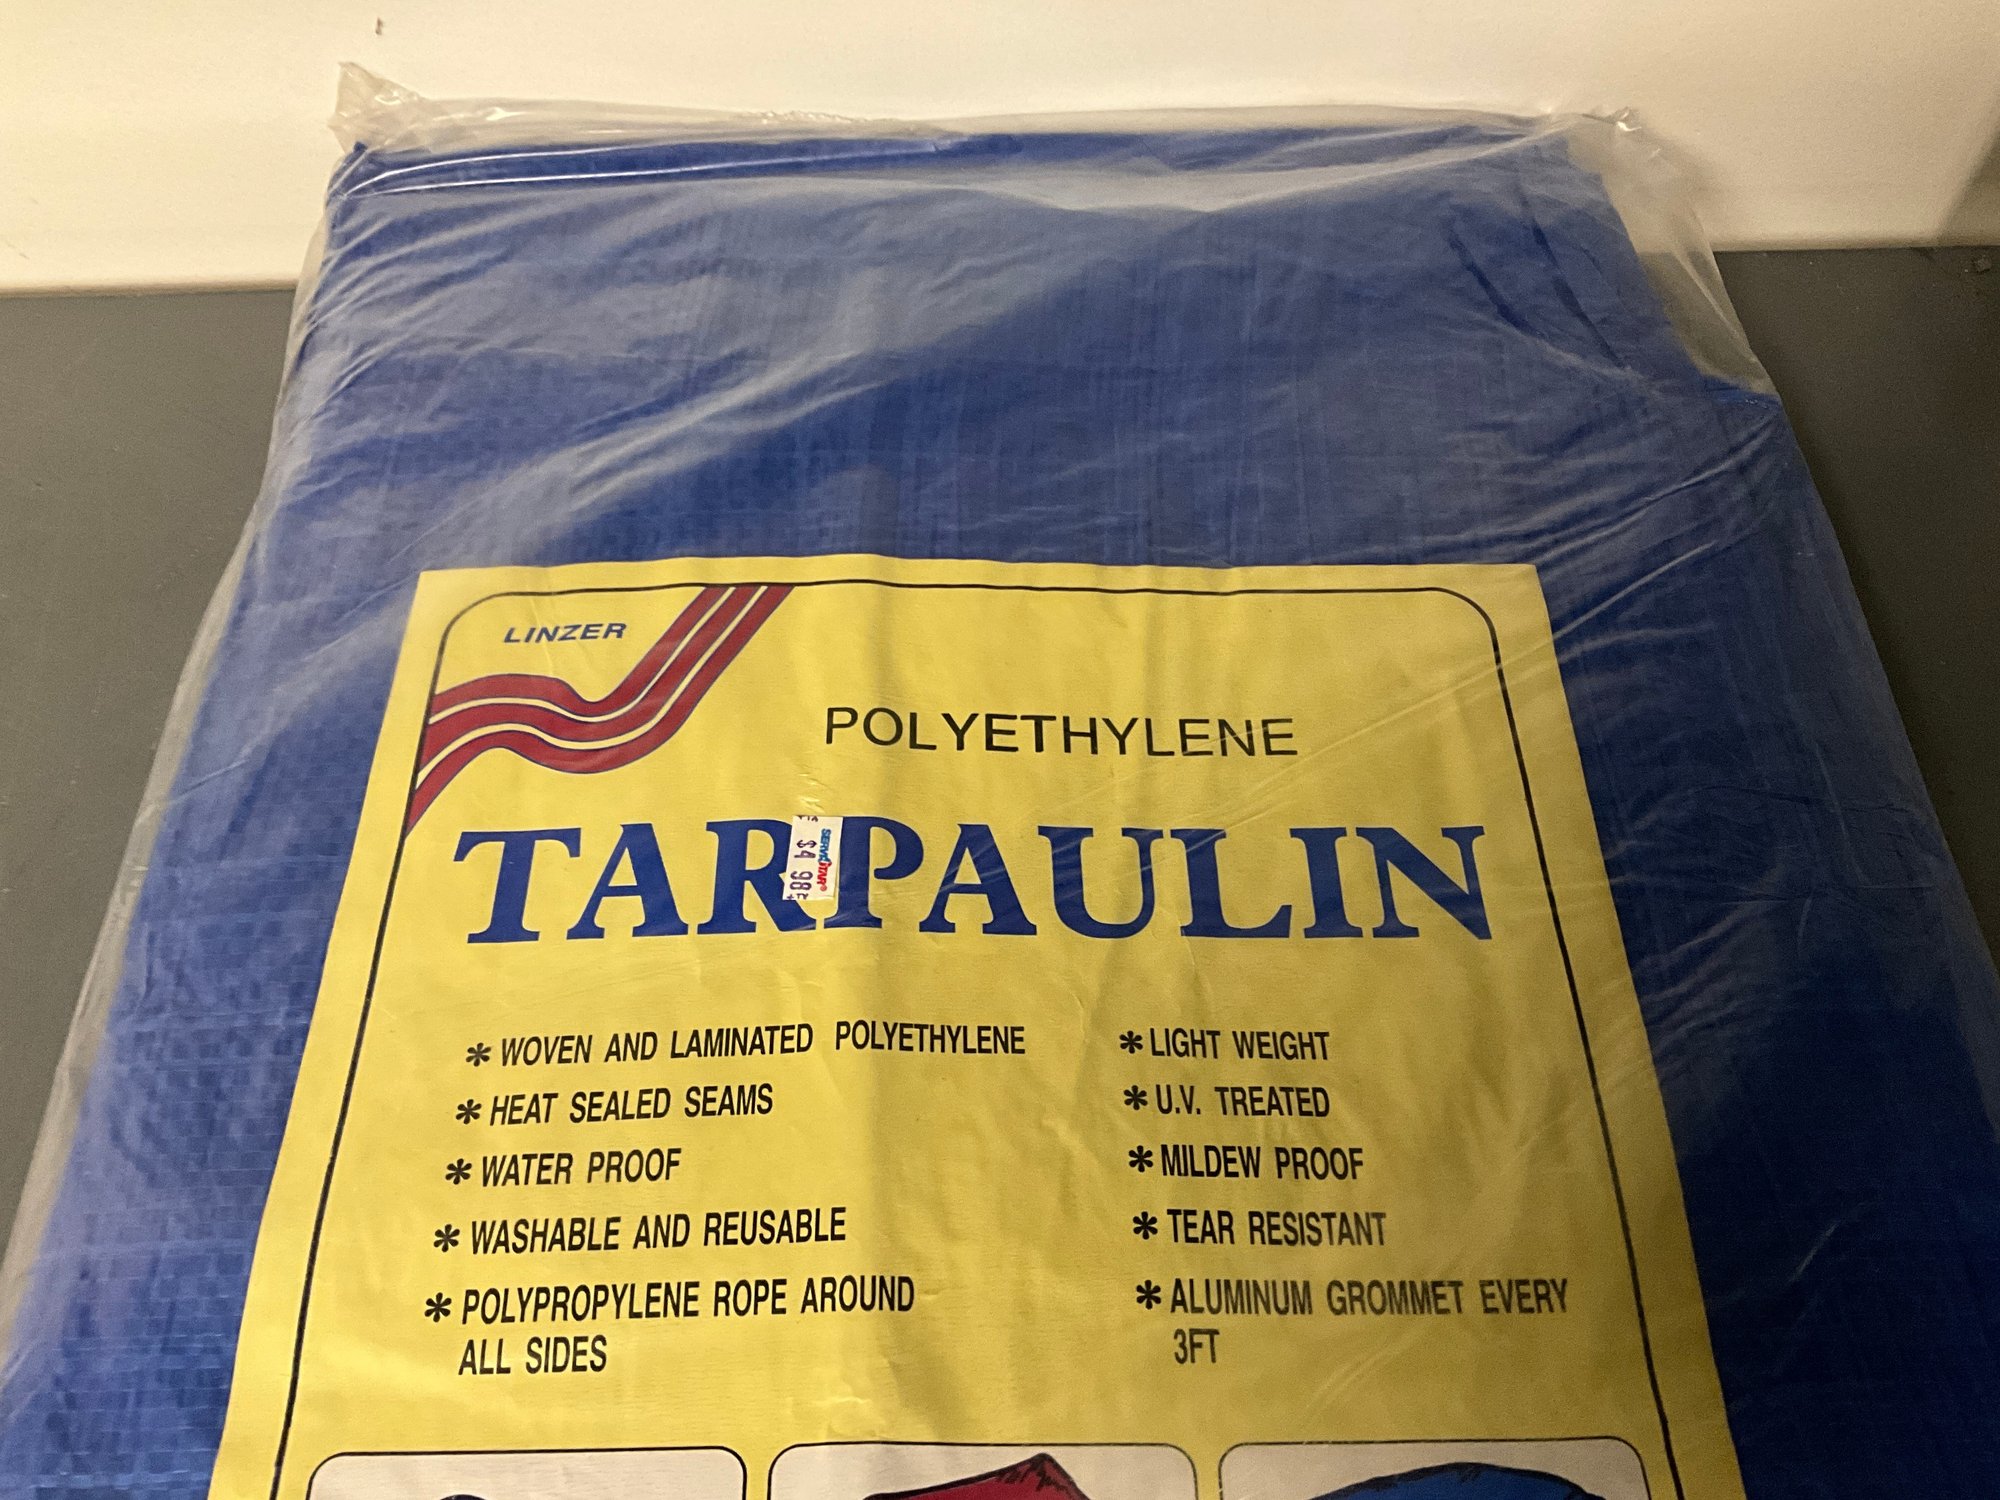 LINZER
POLYETHYLENE
TARPAULIN
SERVISTAR®
$4.98
* WOVEN AND LAMINATED POLYETHYLENE
* HEAT SEALED SEAMS
* WATER PROOF
* WASHABLE AND REUSABLE
* POLYPROPYLENE ROPE AROUND
ALL SIDES
* LIGHT WEIGHT
* U.V. TREATED
* MILDEW PROOF
* TEAR RESISTANT
* ALUMINUM GROMMET EVERY
3FT